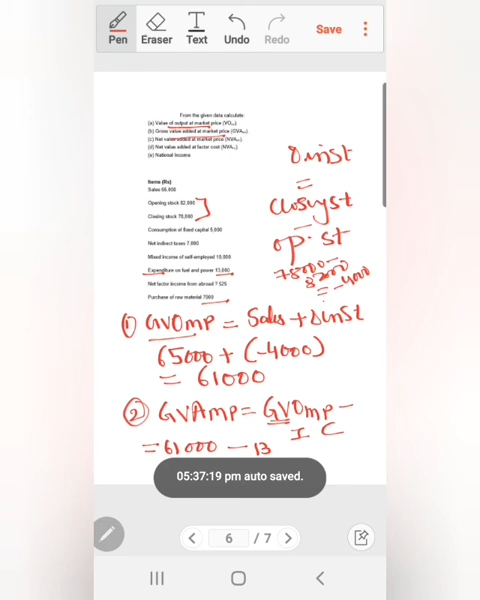 Pen
Eraser
Text
Undo
Redo
Save
From the given data calculate:
(a) Value of output at market price (VOMP)
(b) Gross value added at market price (GVAMP)
(c) Net value added at market price (NVAMP)
(d) Net value added at factor cost (NVAFC)
(e) National Income
Items (Rs)
Sales 65,000
Opening stock 82,000
Closing stock 78,000
Consumption of fixed capital 5,000
Net indirect taxes 7,000
Mixed income of self-employed 10,000
Expenditure on fuel and power 13,000
Net factor income from abroad 7,525
Purchase of raw material 7000
inst
=
closgst
-
op. st
78000-
82000
= -4000
① GVOmp = Sales + inst
65000 + (-4000)
= 61000
② GVAmp = GVOmp -
I C
= 61000 - 13
05:37:19 pm auto saved.
6 / 7